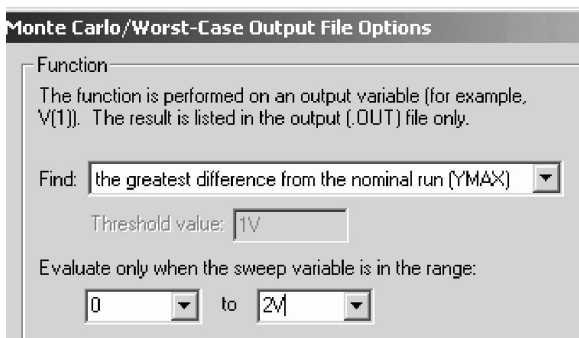 Monte Carlo/Worst-Case Output File Options
Function
The function is performed on an output variable (for example,
V(1)). The result is listed in the output (.OUT) file only.
Find: the greatest difference from the nominal run (YMAX)
Threshold value: 1V
Evaluate only when the sweep variable is in the range:
0 to 2V